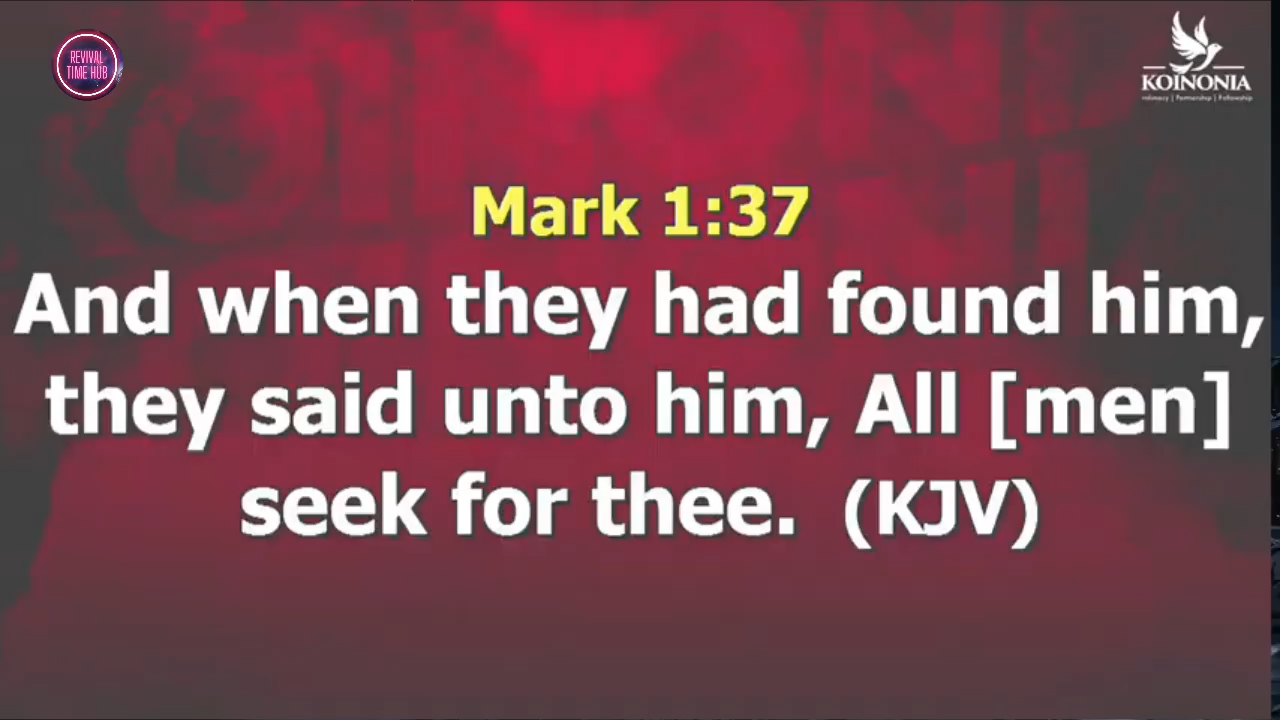 REVIVAL
TIME HUB
KOINONIA
Intimacy | Partnership | Fellowship
Mark 1:37
And when they had found him,
they said unto him, All [men]
seek for thee. (KJV)